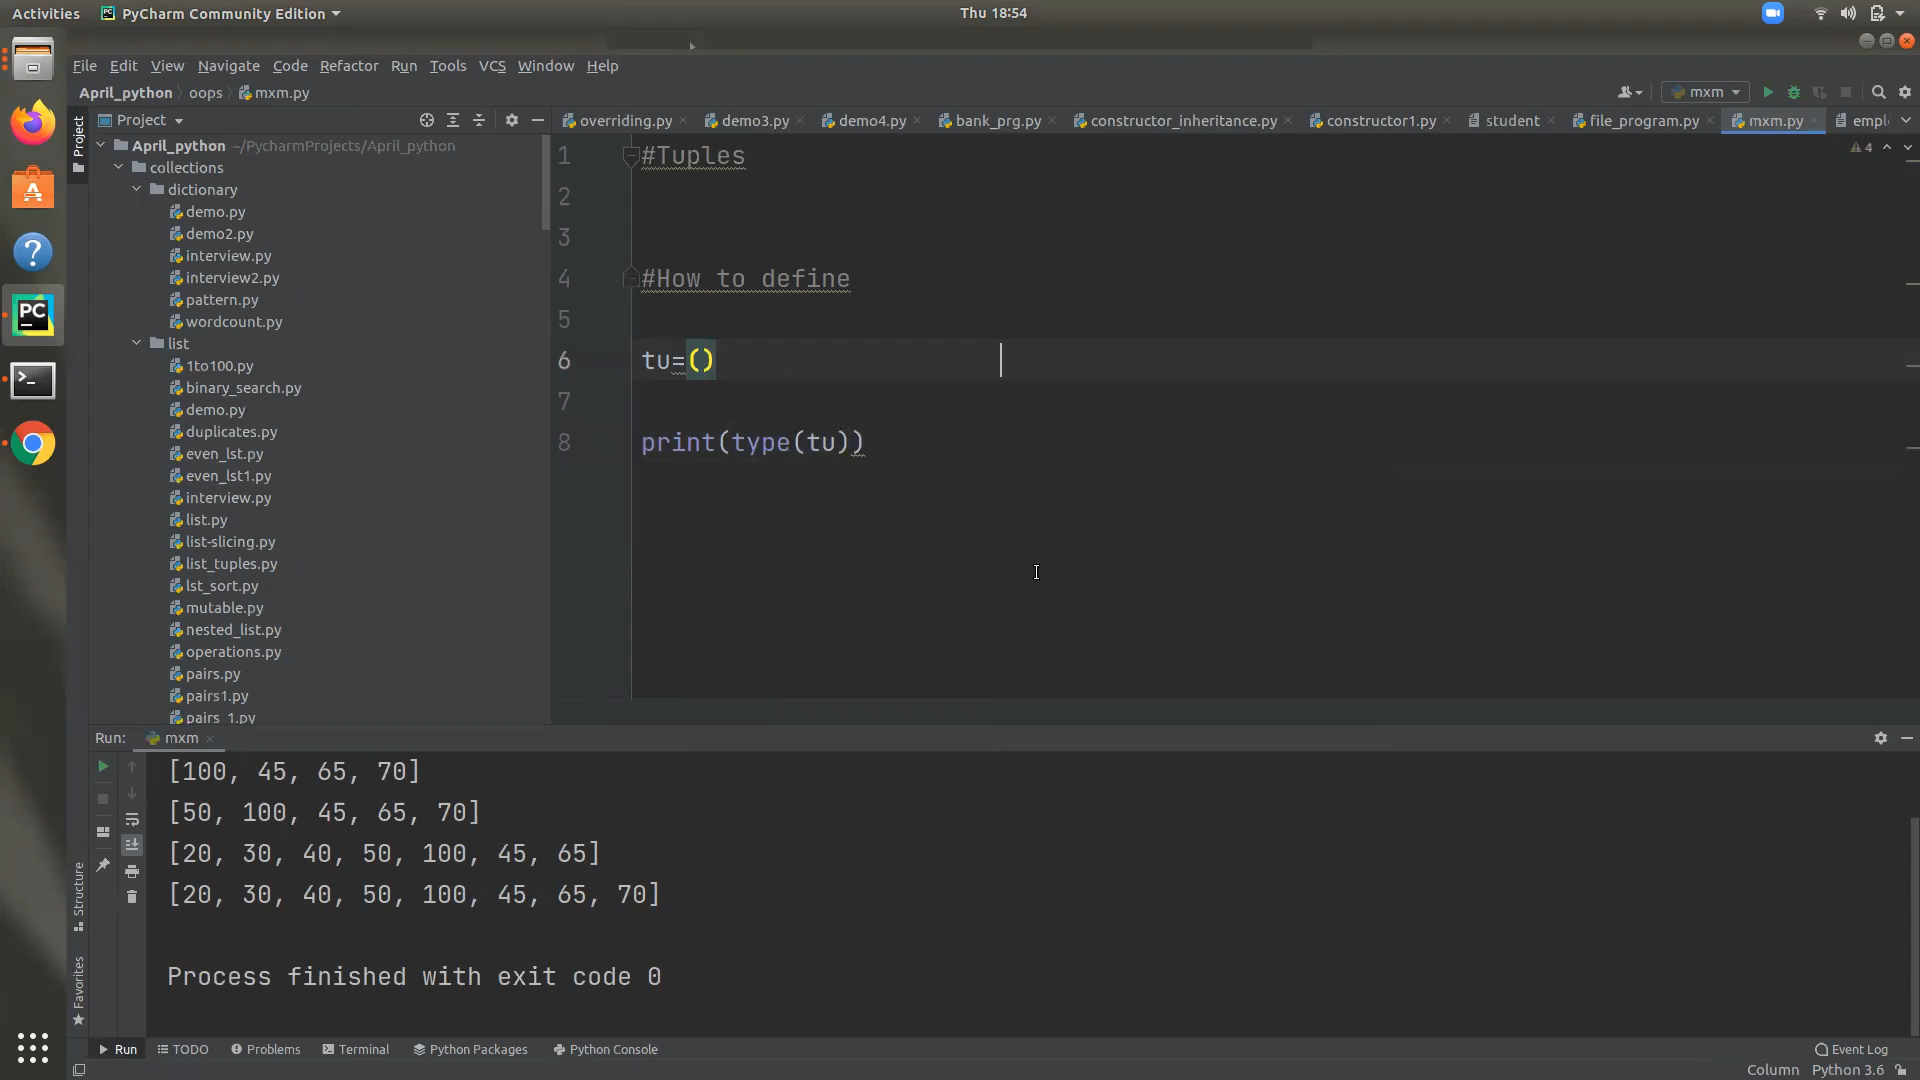 Activities PyCharm Community Edition Thu 18:54
File Edit View Navigate Code Refactor Run Tools VCS Window Help
April_python oops mxm.py mxm
Project overriding.py demo3.py demo4.py bank_prg.py constructor_inheritance.py constructor1.py student file_program.py mxm.py empl
Project
April_python ~/PycharmProjects/April_python
collections
dictionary
demo.py
demo2.py
interview.py
interview2.py
pattern.py
wordcount.py
list
1to100.py
binary_search.py
demo.py
duplicates.py
even_lst.py
even_lst1.py
interview.py
list.py
list-slicing.py
list_tuples.py
lst_sort.py
mutable.py
nested_list.py
operations.py
pairs.py
pairs1.py
pairs_1.py
4
1 #Tuples
2
3
4 #How to define
5
6 tu=()
7
8 print(type(tu))
Run: mxm
[100, 45, 65, 70]
[50, 100, 45, 65, 70]
[20, 30, 40, 50, 100, 45, 65]
[20, 30, 40, 50, 100, 45, 65, 70]
Process finished with exit code 0
Structure
Favorites
Run TODO Problems Terminal Python Packages Python Console Event Log
Column Python 3.6